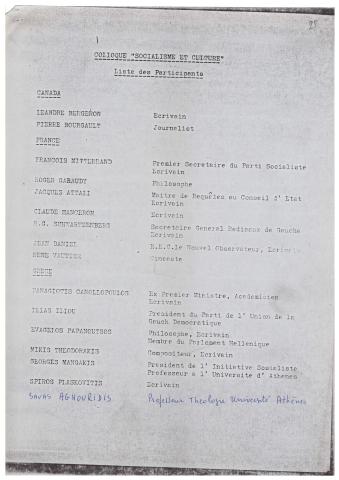 25
COLLOQUE "SOCIALISME ET CULTURE"
Liste des Participants
CANADA
LEANDRE BERGERON Ecrivain
PIERRE BOURGAULT Journaliste
FRANCE
FRANCOIS MITTERRAND Premier Secretaire du Parti Socialiste
Ecrivain
ROGER GARAUDY Philosophe
JACQUES ATTALI Maitre de Requêtes au Conseil d' Etat
Ecrivain
CLAUDE MANCERON Ecrivain
R.G. SCHWARTZENBERG Secretaire General Radicaux de Gauche
Ecrivain
JEAN DANIEL le Nouvel Observateur, Ecrivain
RENE VAUTIER Cineaste
GRECE
PANAGIOTIS CANELLOPOULOS Ex Premier Ministre, Academicien
Ecrivain
ILIAS ILIOU President du Parti de l' Union de la
Gauch Democratique
EVAGELOS PAPANOUTSOS Philosophe, Ecrivain
Membre du Parlement Hellenique
MIKIS THEODORAKIS Compositeur, Ecrivain
GEORGES MANGAKIS President de l' Initiative Socialiste
Professeur a l' Universite d' Athenes
SPIROS PLASKOVITIS Ecrivain
SAVAS AGHOURIDIS Professeur Théologie Université Athènes